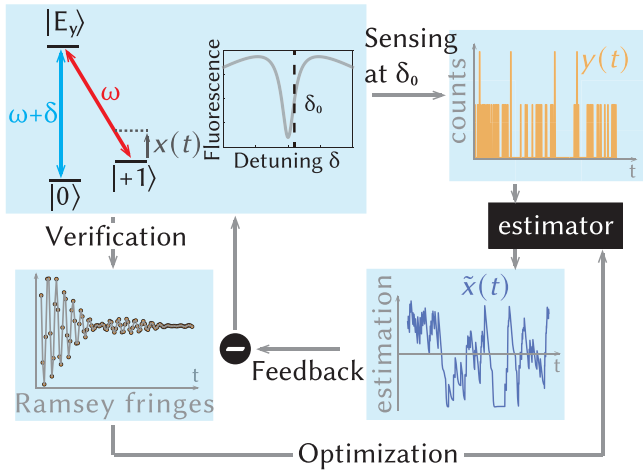 |E_y⟩
ω+δ
ω
x(t)
|+1⟩
|0⟩
Fluorescence
δ₀
Detuning δ
Sensing
at δ₀
y(t)
counts
t
Verification
estimator
t
Ramsey fringes
Feedback
x̃(t)
estimation
t
Optimization